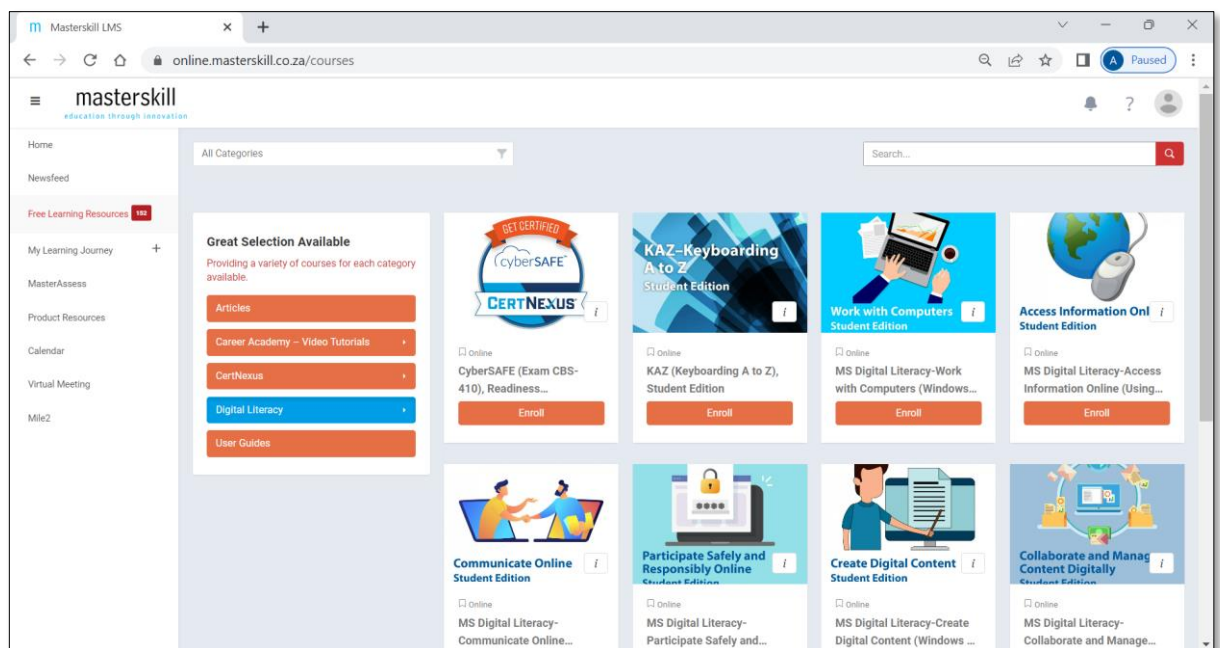 Masterskill LMS
online.masterskill.co.za/courses
A Paused
masterskill
education through innovation
?
Home
Newsfeed
Free Learning Resources 152
My Learning Journey +
MasterAssess
Product Resources
Calendar
Virtual Meeting
Mile2
All Categories
Search...
Great Selection Available
Providing a variety of courses for each category
available.
Articles
Career Academy – Video Tutorials
CertNexus
Digital Literacy
User Guides
GET CERTIFIED
cyberSAFE
CERTNEXUS
i
Online
CyberSAFE (Exam CBS-
410), Readiness...
Enroll
KAZ–Keyboarding
A to Z
Student Edition
i
Online
KAZ (Keyboarding A to Z),
Student Edition
Enroll
Work with Computers
Student Edition
i
Online
MS Digital Literacy-Work
with Computers (Windows...
Enroll
Access Information Onl
Student Edition
i
Online
MS Digital Literacy-Access
Information Online (Using...
Enroll
Communicate Online
Student Edition
i
Online
MS Digital Literacy-
Communicate Online...
Participate Safely and
Responsibly Online
Student Edition
i
Online
MS Digital Literacy-
Participate Safely and...
Create Digital Content
Student Edition
i
Online
MS Digital Literacy-Create
Digital Content (Windows ...
Collaborate and Manag
Content Digitally
Student Edition
i
Online
MS Digital Literacy-
Collaborate and Manage...